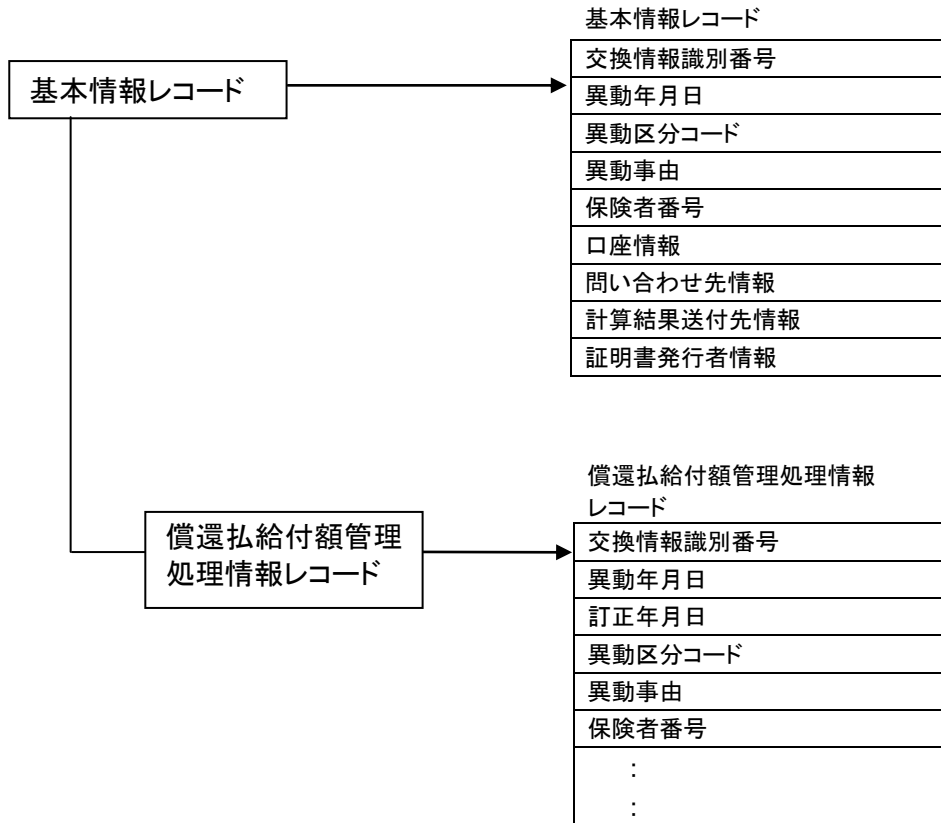 基本情報レコード
基本情報レコード
交換情報識別番号
異動年月日
異動区分コード
異動事由
保険者番号
口座情報
問い合わせ先情報
計算結果送付先情報
証明書発行者情報
償還払給付額管理
処理情報レコード
償還払給付額管理処理情報
レコード
交換情報識別番号
異動年月日
訂正年月日
異動区分コード
異動事由
保険者番号
:
: